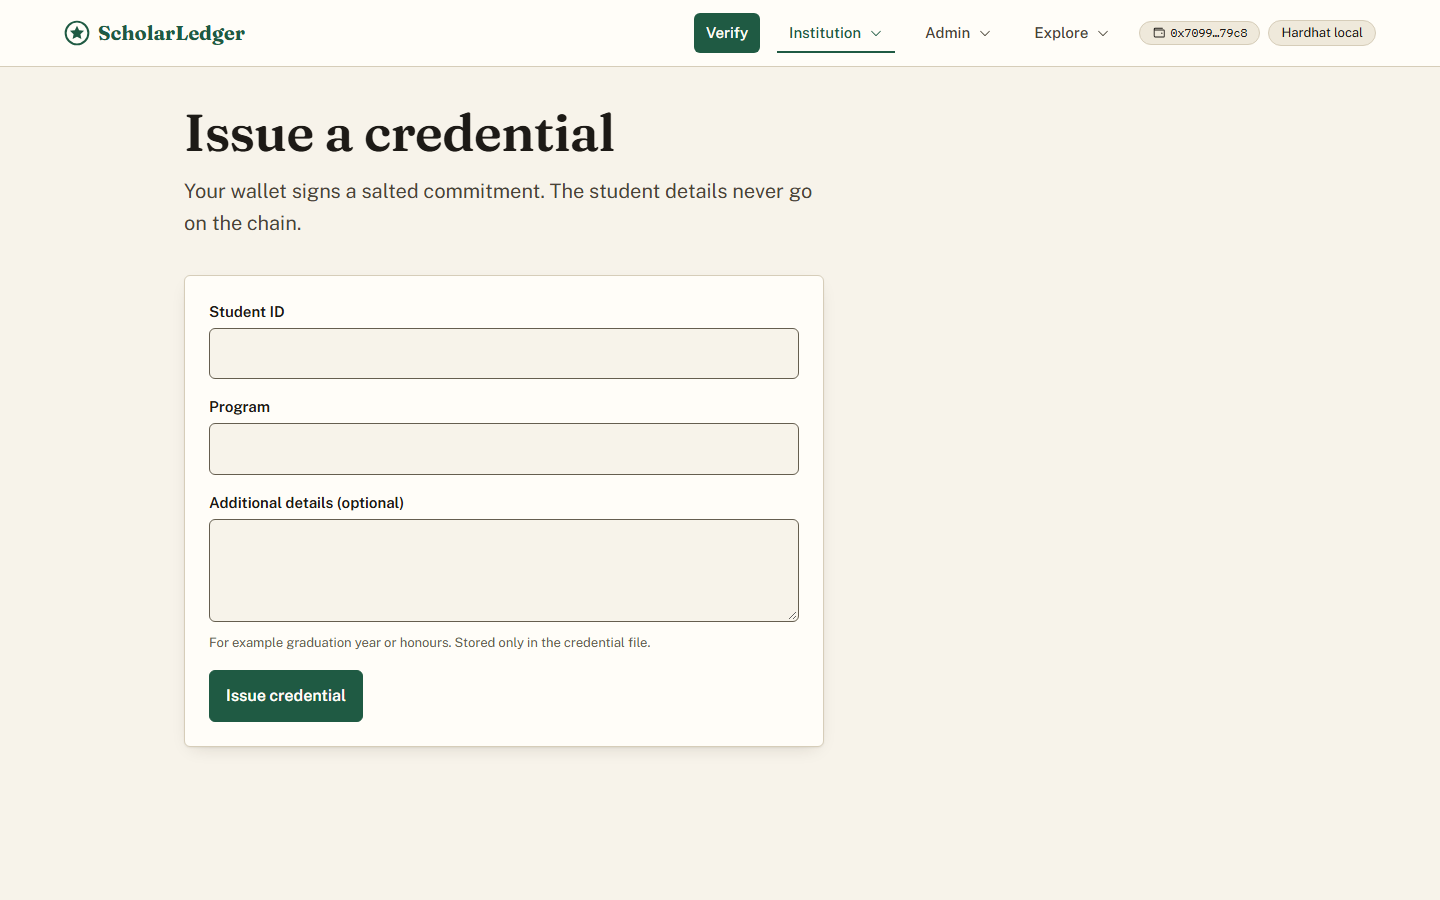 ScholarLedger
Verify
Institution
Admin
Explore
0x7099…79c8
Hardhat local
Issue a credential
Your wallet signs a salted commitment. The student details never go
on the chain.
Student ID
Program
Additional details (optional)
For example graduation year or honours. Stored only in the credential file.
Issue credential